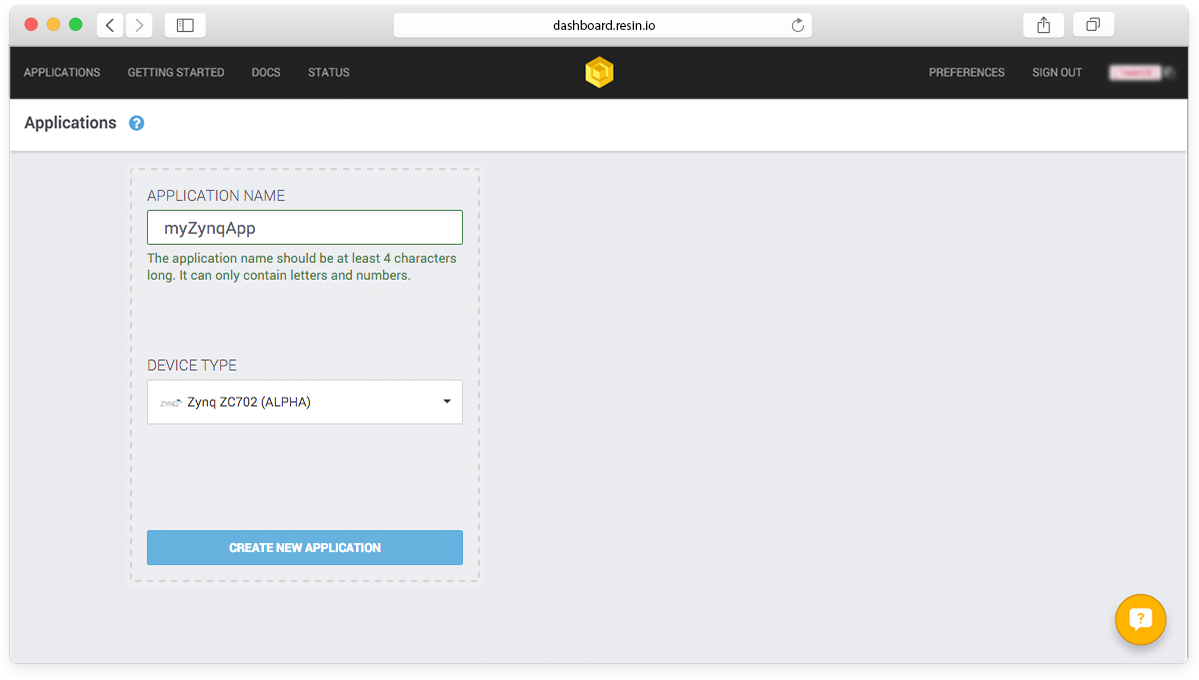 dashboard.resin.io
APPLICATIONS GETTING STARTED DOCS STATUS PREFERENCES SIGN OUT
Applications ?
APPLICATION NAME
myZynqApp
The application name should be at least 4 characters
long. It can only contain letters and numbers.
DEVICE TYPE
ZYNQ Zynq ZC702 (ALPHA)
CREATE NEW APPLICATION
?